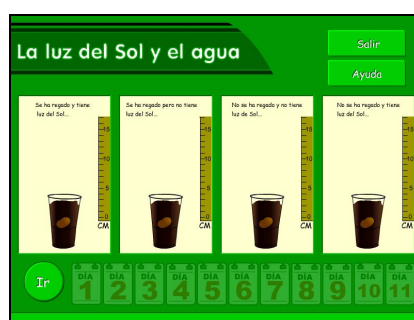 La luz del Sol y el agua
Salir
Ayuda
Se ha regado y tiene
luz del Sol...
15
10
5
0
CM
Se ha regado pero no tiene
luz del Sol...
15
10
5
0
CM
No se ha regado y no tiene
luz de Sol...
15
10
5
0
CM
No se ha regado y tiene
luz del Sol...
15
10
5
0
CM
Ir
DÍA
1
DÍA
2
DÍA
3
DÍA
4
DÍA
5
DÍA
6
DÍA
7
DÍA
8
DÍA
9
DÍA
10
DÍA
11